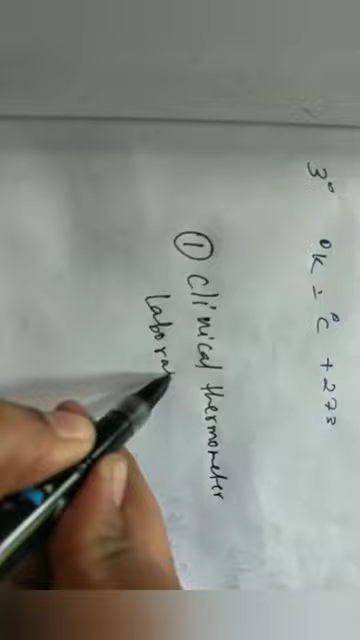 3° °K = °C + 273
① Clinical thermometer
Labora